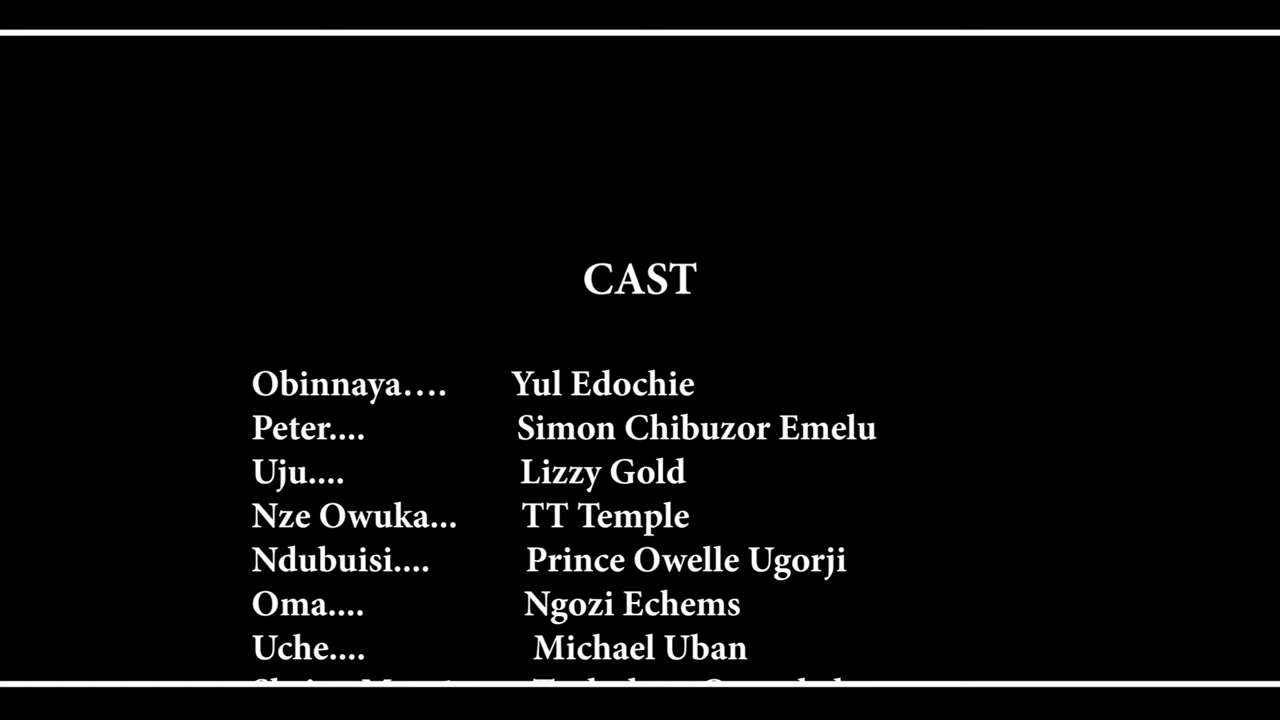 CAST
Obinnaya…. Yul Edochie
Peter.... Simon Chibuzor Emelu
Uju.... Lizzy Gold
Nze Owuka... TT Temple
Ndubuisi.... Prince Owelle Ugorji
Oma.... Ngozi Echems
Uche.... Michael Uban